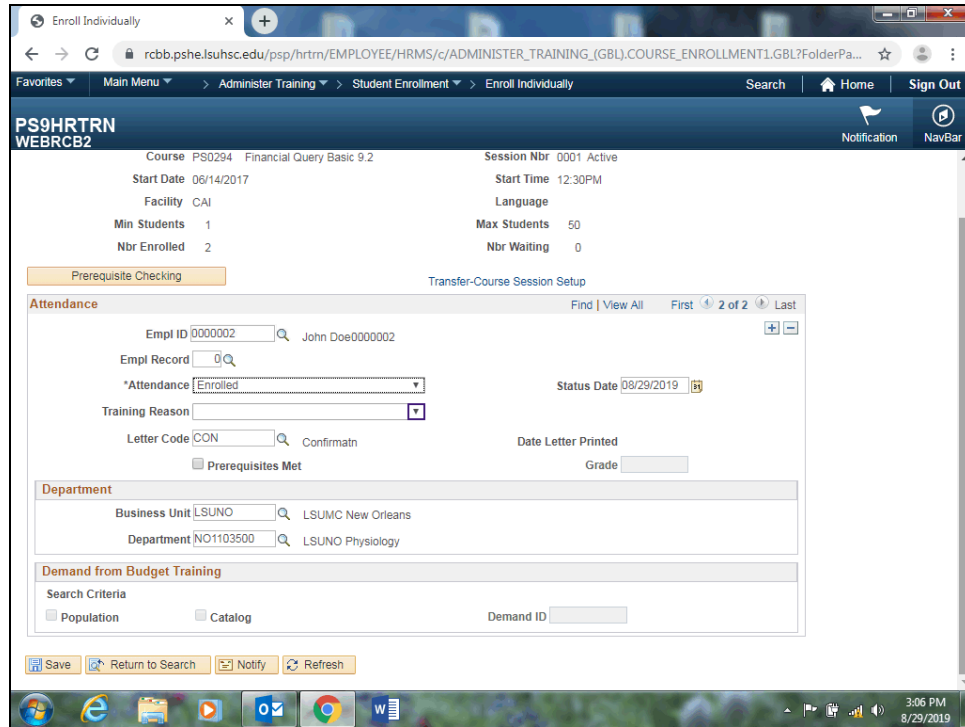 Enroll Individually
rcbb.pshe.lsuhsc.edu/psp/hrtrn/EMPLOYEE/HRMS/c/ADMINISTER_TRAINING_(GBL).COURSE_ENROLLMENT1.GBL?FolderPa...
Favorites Main Menu > Administer Training > Student Enrollment > Enroll Individually Search Home Sign Out
PS9HRTRN
WEBRCB2
Notification NavBar
Course PS0294 Financial Query Basic 9.2 Session Nbr 0001 Active
Start Date 06/14/2017 Start Time 12:30PM
Facility CAI Language
Min Students 1 Max Students 50
Nbr Enrolled 2 Nbr Waiting 0
Prerequisite Checking Transfer-Course Session Setup
Attendance Find | View All First 2 of 2 Last
Empl ID 0000002 John Doe0000002
Empl Record 0
*Attendance Enrolled Status Date 08/29/2019
Training Reason
Letter Code CON Confirmatn Date Letter Printed
Prerequisites Met Grade
Department
Business Unit LSUNO LSUMC New Orleans
Department NO1103500 LSUNO Physiology
Demand from Budget Training
Search Criteria
Population Catalog Demand ID
Save Return to Search Notify Refresh
3:06 PM
8/29/2019